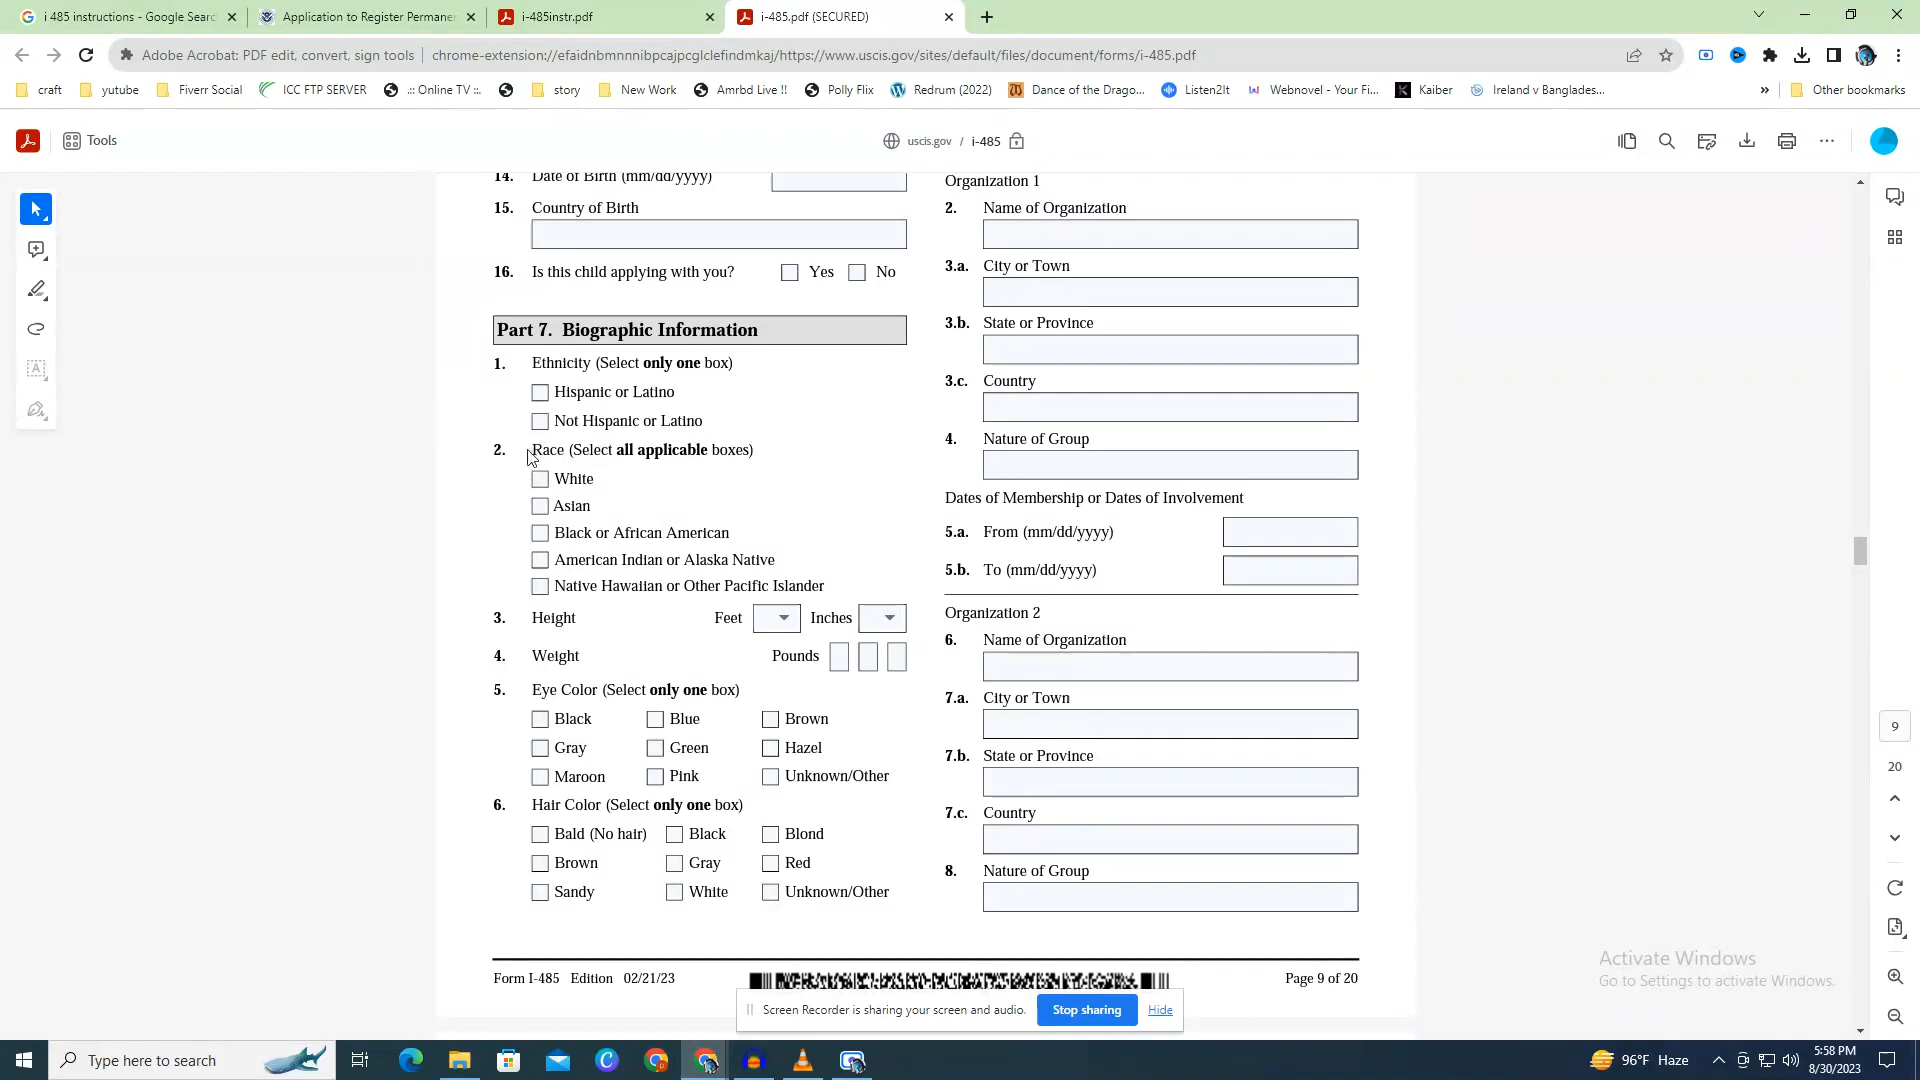 i 485 instructions - Google Searc
Application to Register Permaner
i-485instr.pdf
i-485.pdf (SECURED)
Adobe Acrobat: PDF edit, convert, sign tools
chrome-extension://efaidnbmnnnibpcajpcglclefindmkaj/https://www.uscis.gov/sites/default/files/document/forms/i-485.pdf
craft
yutube
Fiverr Social
ICC FTP SERVER
.:: Online TV ::.
story
New Work
Amrbd Live !!
Polly Flix
Redrum (2022)
Dance of the Drago...
Listen2It
Webnovel - Your Fi...
Kaiber
Ireland v Banglades...
»
Other bookmarks
Tools
uscis.gov / i-485
14. Date of Birth (mm/dd/yyyy)
15. Country of Birth
16. Is this child applying with you? Yes No
Part 7. Biographic Information
1. Ethnicity (Select only one box)
Hispanic or Latino
Not Hispanic or Latino
2. Race (Select all applicable boxes)
White
Asian
Black or African American
American Indian or Alaska Native
Native Hawaiian or Other Pacific Islander
3. Height Feet Inches
4. Weight Pounds
5. Eye Color (Select only one box)
Black Blue Brown
Gray Green Hazel
Maroon Pink Unknown/Other
6. Hair Color (Select only one box)
Bald (No hair) Black Blond
Brown Gray Red
Sandy White Unknown/Other
Organization 1
2. Name of Organization
3.a. City or Town
3.b. State or Province
3.c. Country
4. Nature of Group
Dates of Membership or Dates of Involvement
5.a. From (mm/dd/yyyy)
5.b. To (mm/dd/yyyy)
Organization 2
6. Name of Organization
7.a. City or Town
7.b. State or Province
7.c. Country
8. Nature of Group
Form I-485 Edition 02/21/23
Page 9 of 20
9
20
Activate Windows
Go to Settings to activate Windows.
Screen Recorder is sharing your screen and audio.
Stop sharing
Hide
Type here to search
96°F Haze
5:58 PM
8/30/2023